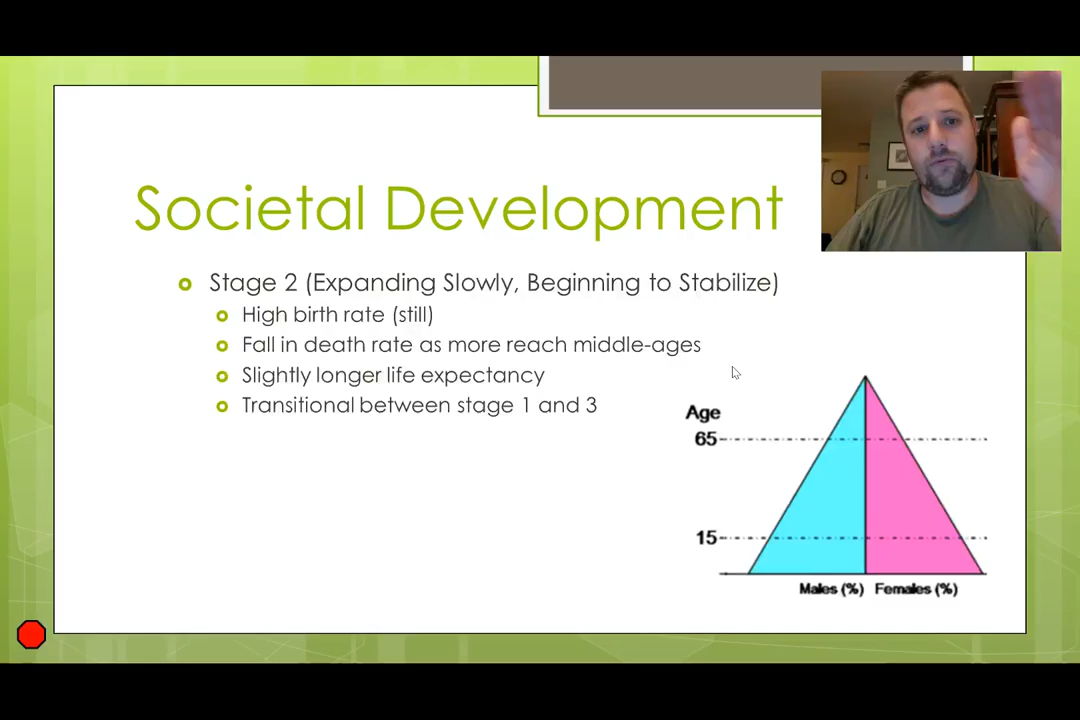 Societal Development
Stage 2 (Expanding Slowly, Beginning to Stabilize)
High birth rate (still)
Fall in death rate as more reach middle-ages
Slightly longer life expectancy
Transitional between stage 1 and 3
Age
65
15
Males (%) Females (%)